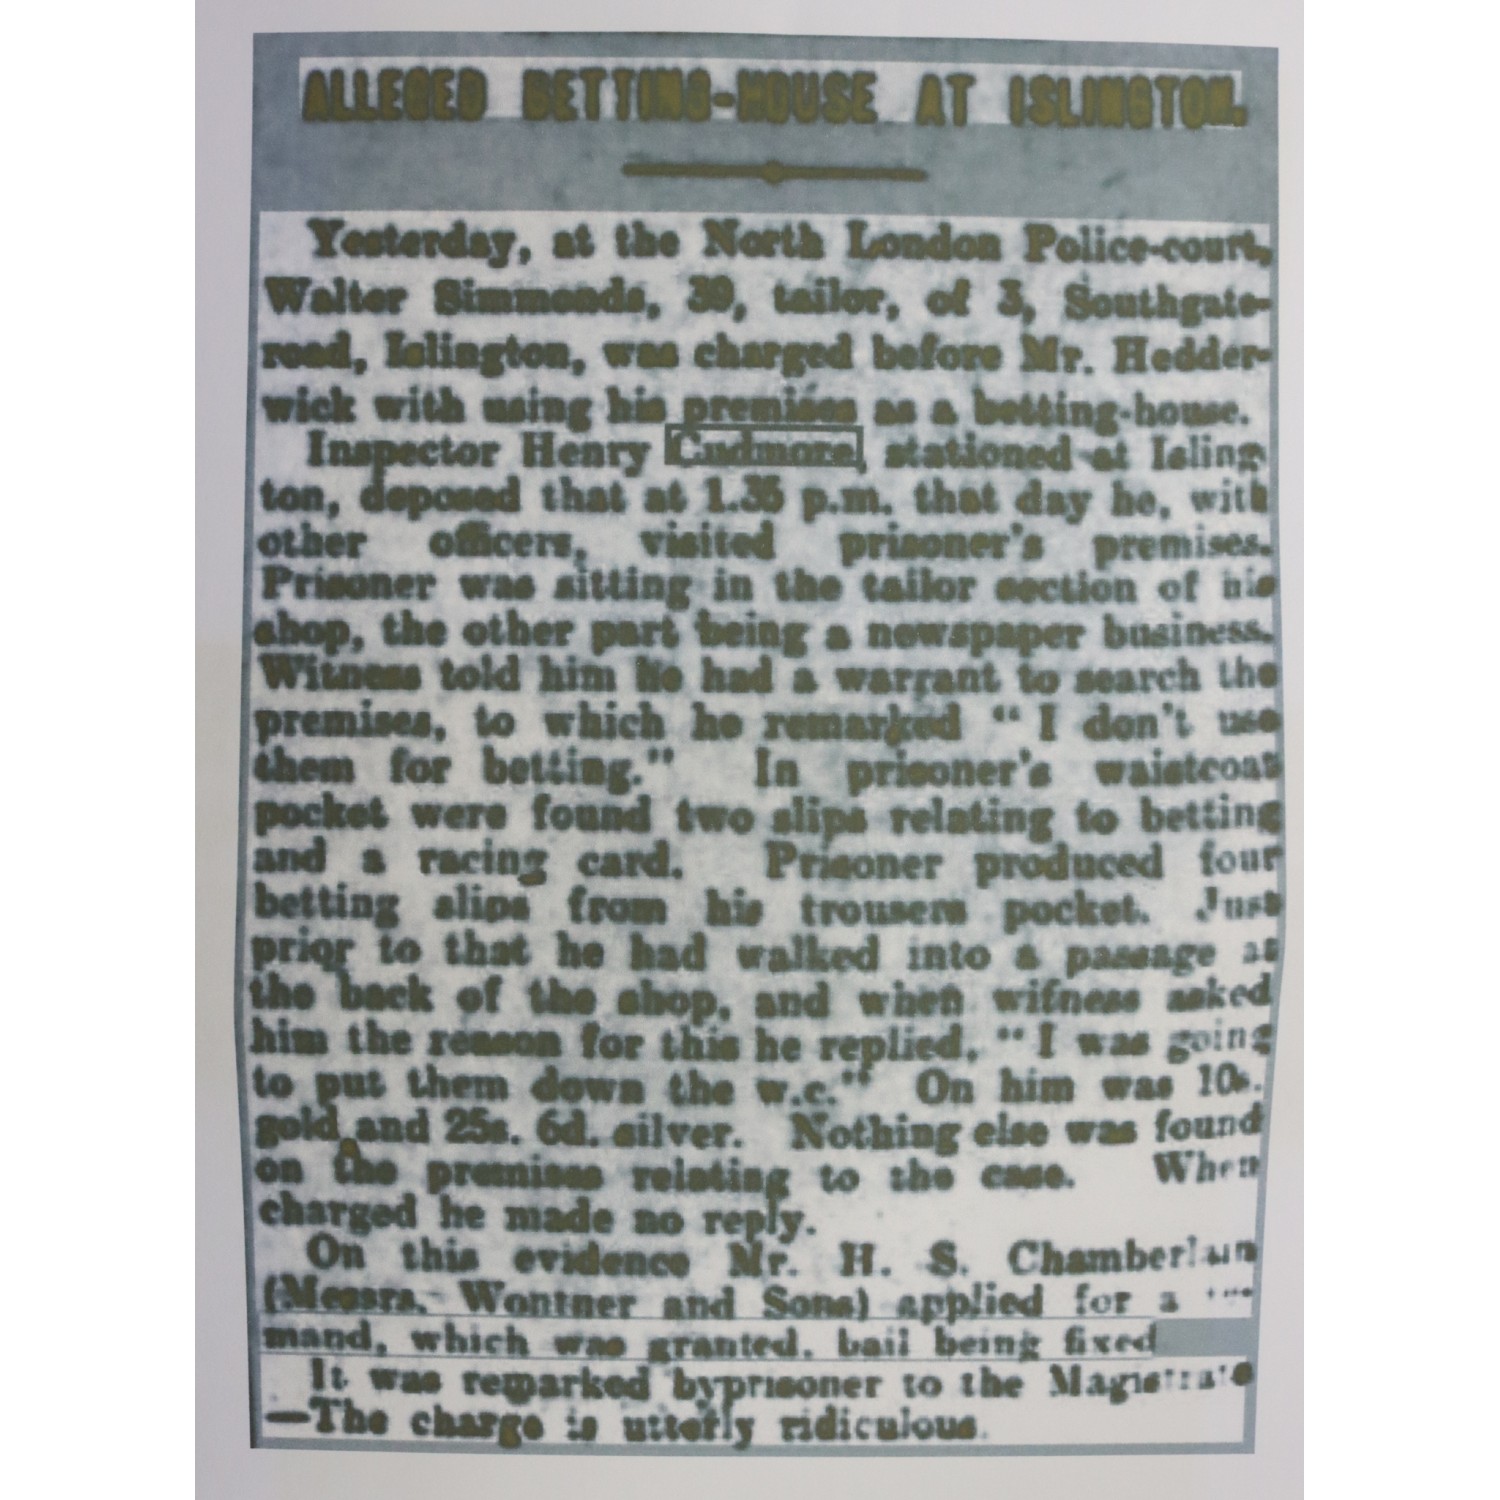 ALLEGED BETTING-HOUSE AT ISLINGTON.
Yesterday, at the North London Police-court,
Walter Simmonds, 39, tailor, of 3, Southgate-
road, Islington, was charged before Mr. Hedder-
wick with using his premises as a betting-house.
Inspector Henry Cudmore, stationed at Isling-
ton, deposed that at 1.35 p.m. that day he, with
other officers, visited prisoner's premises.
Prisoner was sitting in the tailor section of his
shop, the other part being a newspaper business.
Witness told him he had a warrant to search the
premises, to which he remarked "I don't use
them for betting." In prisoner's waistcoat
pocket were found two slips relating to betting
and a racing card. Prisoner produced four
betting slips from his trousers pocket. Just
prior to that he had walked into a passage at
the back of the shop, and when witness asked
him the reason for this he replied, "I was going
to put them down the w.c." On him was 10s.
gold and 25s. 6d. silver. Nothing else was found
on the premises relating to the case. When
charged he made no reply.
On this evidence Mr. H. S. Chamberlain
(Messrs. Wontner and Sons) applied for a
mand, which was granted, bail being fixed
It was remarked byprisoner to the Magistrate
—The charge is utterly ridiculous.